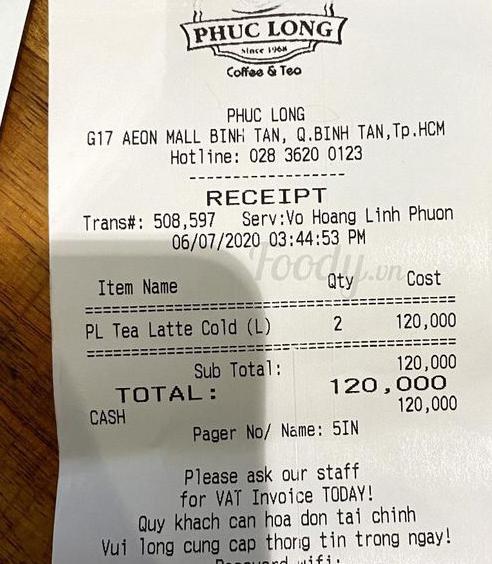 PHUC LONG
Since 1968
Coffee & Tea
PHUC LONG
G17 AEON MALL BINH TAN, Q.BINH TAN,Tp.HCM
Hotline: 028 3620 0123
------------------
RECEIPT
Trans#: 508,597 Serv:Vo Hoang Linh Phuon
06/07/2020 03:44:53 PM
Foody.vn
Item Name Qty Cost
PL Tea Latte Cold (L) 2 120,000
Sub Total: 120,000
TOTAL: 120,000
CASH 120,000
Pager No/ Name: 5IN
Please ask our staff
for VAT Invoice TODAY!
Quy khach can hoa don tai chinh
Vui long cung cap thong tin trong ngay!